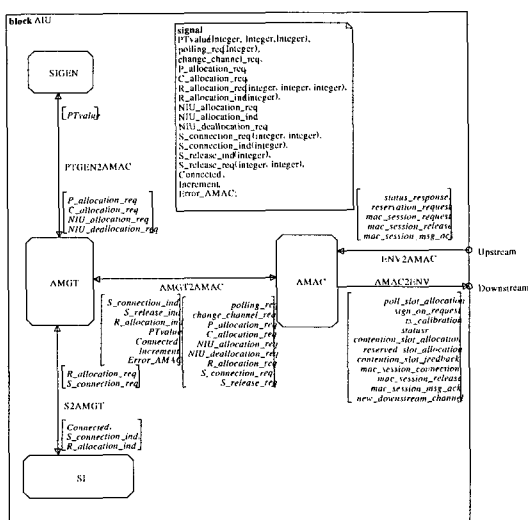 block AIU
signal
PTvalue(Integer, Integer,Integer),
polling_req(Integer),
change_channel_req,
P_allocation_req
C_allocation_req
R_allocation_req(integer, integer, integer)
R_allocation_ind(integer),
NIU_allocation_req
NIU_allocation_ind
NIU_deallocation_req
S_connection_req(integer, integer),
S_connection_ind(integer),
S_release_ind(integer),
S_release_req(integer, integer),
Connected,
Increment,
Error_AMAC;
SIGEN
PTvalue
PTGEN2AMAC
P_allocation_req
C_allocation_req
NIU_allocation_req
NIU_deallocation_req
AMGT
AMGT2AMAC
S_connection_ind
S_release_ind
R_allocation_in
PTvalue
Connected
Increment
Error_AMAC
polling_re
change_channel_req
P_allocation_req
C_allocation_req
NIU_allocation_req
NIU_deallocation_req
R_allocation_req
S_connection_req
S_release_req
AMAC
status_response
reservation_request
mac_session_request
mac_session_release
mac_session_msg_ack
ENV2AMAC
Upstream
AMAC2ENV
Downstream
poll_slot_allocation
sign_on_request
ts_calibration
statusr
contention_slot_allocation
reserved_slot_allocation
contention_slot_feedback
mac_session_connection
mac_session_release
mac_session_msg_ack
new_downstream_channel
R_allocation_req
S_connection_req
S2AMGT
Connected,
S_connection_ind
R_allocation_ind
SI